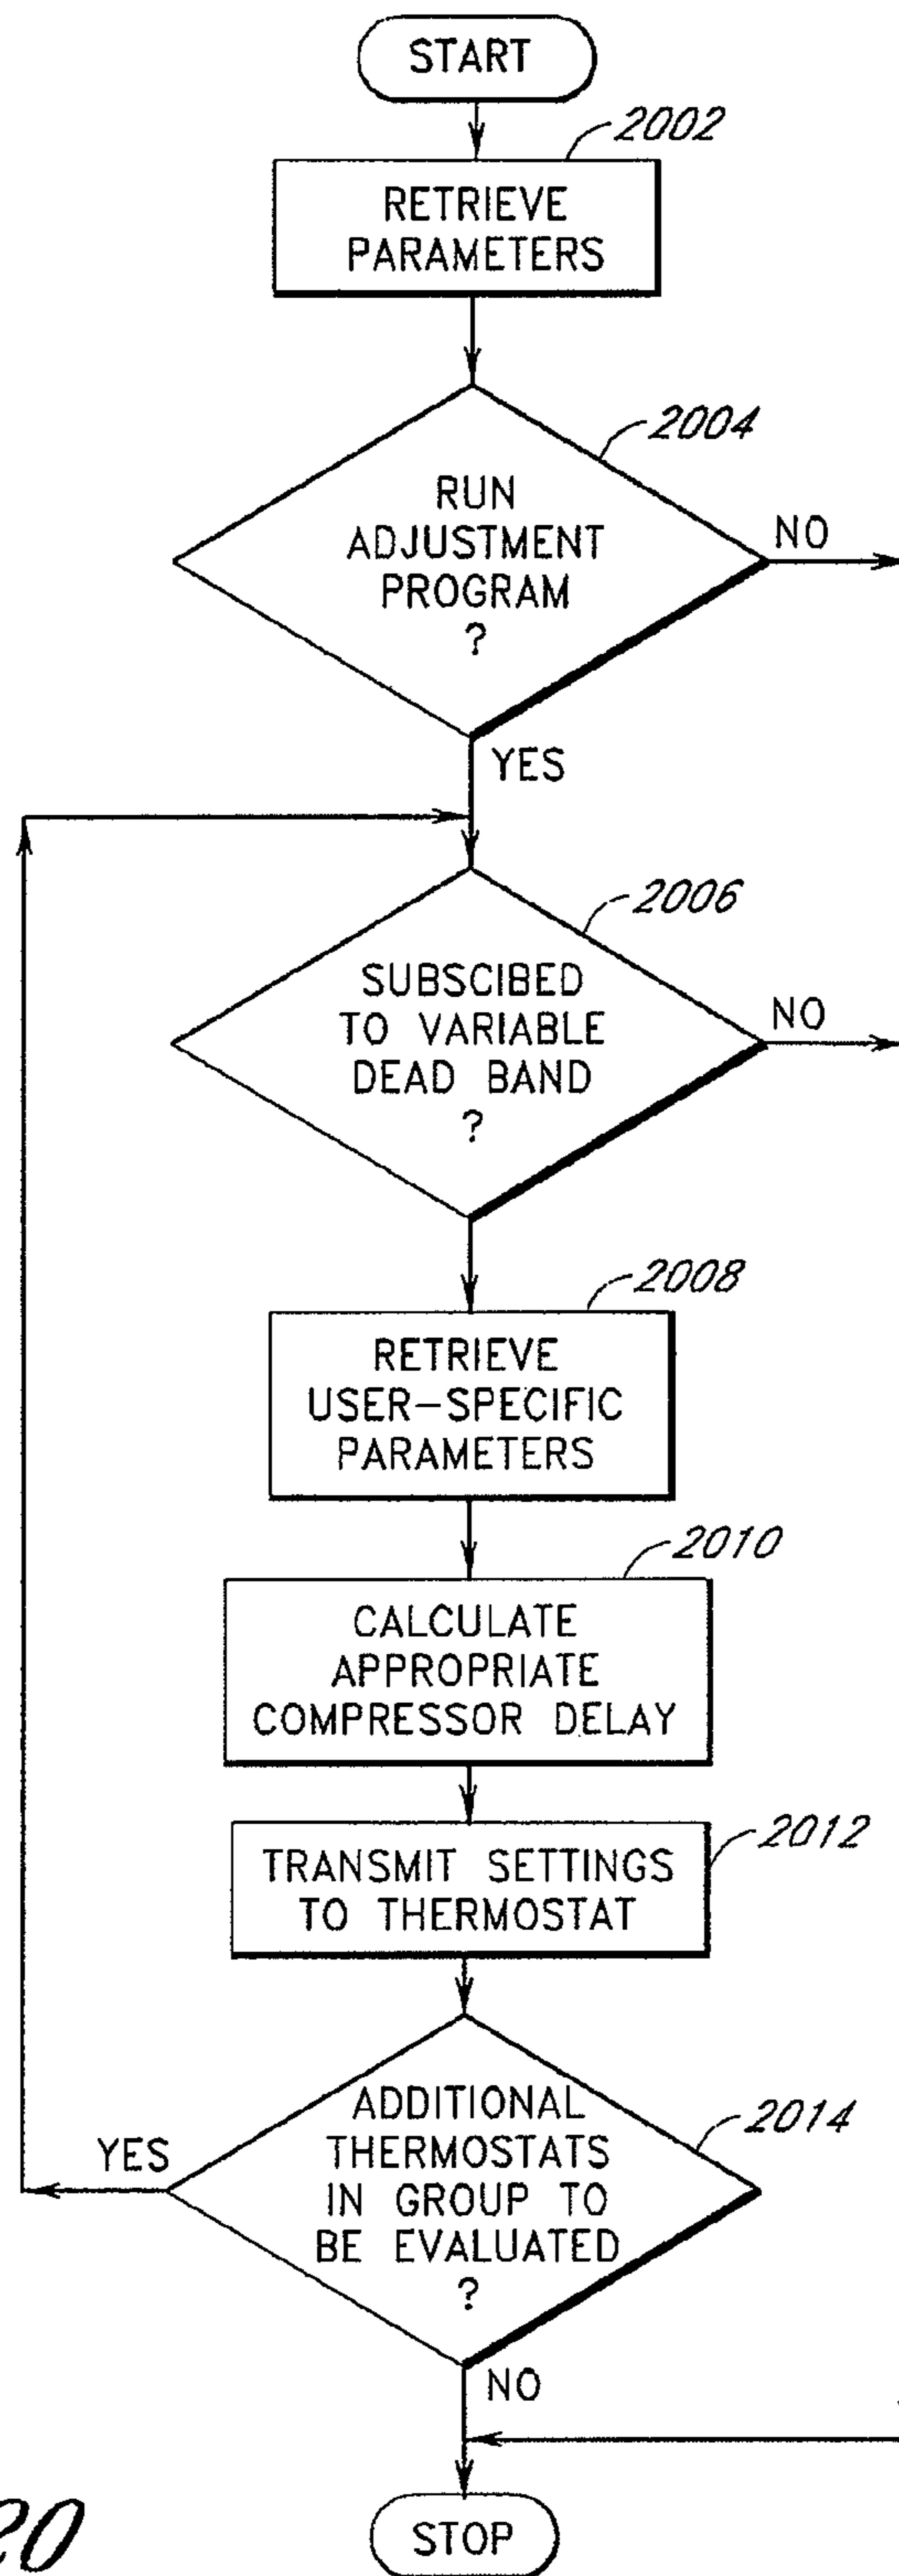 START
2002
RETRIEVE
PARAMETERS
2004
RUN
ADJUSTMENT
PROGRAM
?
NO
YES
2006
SUBSCIBED
TO VARIABLE
DEAD BAND
?
NO
2008
RETRIEVE
USER-SPECIFIC
PARAMETERS
2010
CALCULATE
APPROPRIATE
COMPRESSOR DELAY
2012
TRANSMIT SETTINGS
TO THERMOSTAT
2014
ADDITIONAL
THERMOSTATS
IN GROUP TO
BE EVALUATED
?
YES
NO
STOP
20